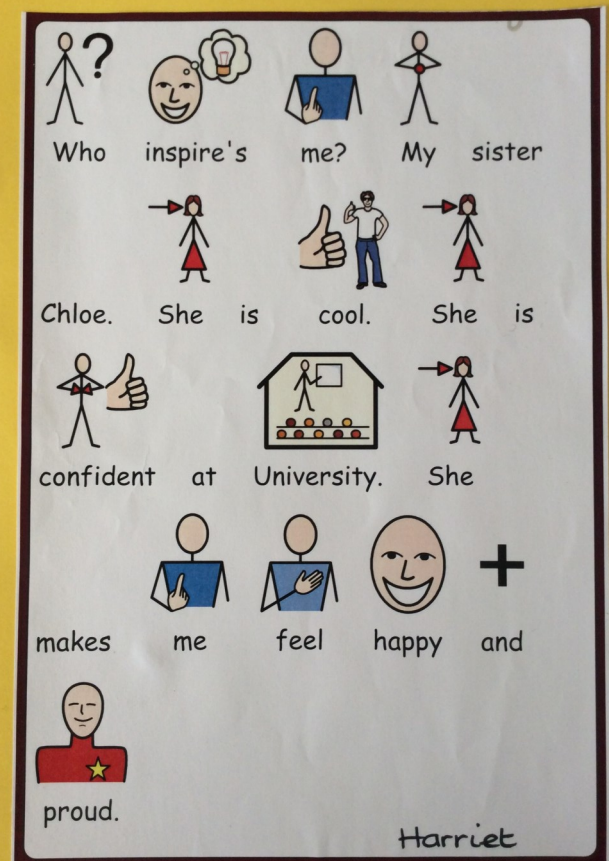 Who inspire's me? My sister
Chloe. She is cool. She is
confident at University. She
makes me feel happy and
proud.
Harriet